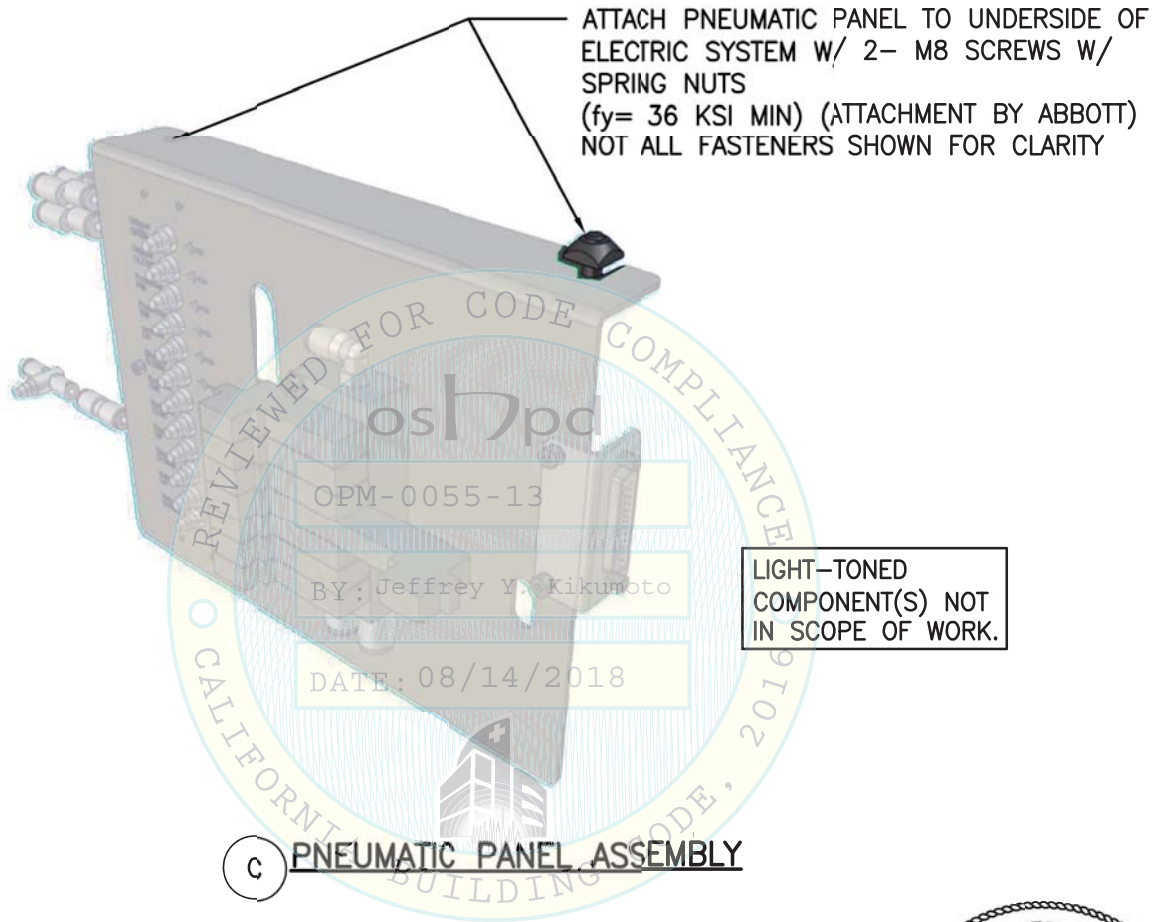 ATTACH PNEUMATIC PANEL TO UNDERSIDE OF
ELECTRIC SYSTEM W/ 2- M8 SCREWS W/
SPRING NUTS
(fy= 36 KSI MIN) (ATTACHMENT BY ABBOTT)
NOT ALL FASTENERS SHOWN FOR CLARITY
REVIEWED FOR CODE COMPLIANCE
oshpd
OPM-0055-13
BY: Jeffrey Y. Kikumoto
DATE: 08/14/2018
CALIFORNIA BUILDING CODE, 2016
LIGHT-TONED
COMPONENT(S) NOT
IN SCOPE OF WORK.
C PNEUMATIC PANEL ASSEMBLY